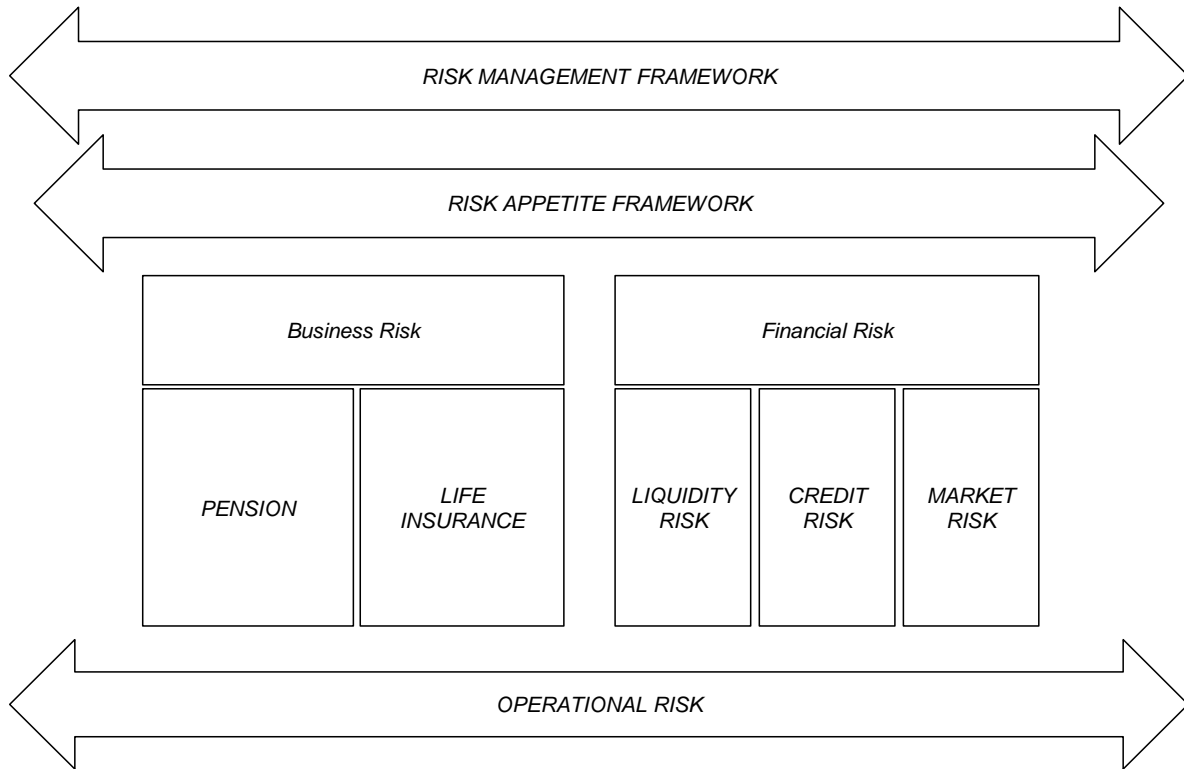 RISK MANAGEMENT FRAMEWORK
RISK APPETITE FRAMEWORK
Business Risk
Financial Risk
PENSION
LIFE
INSURANCE
LIQUIDITY
RISK
CREDIT
RISK
MARKET
RISK
OPERATIONAL RISK